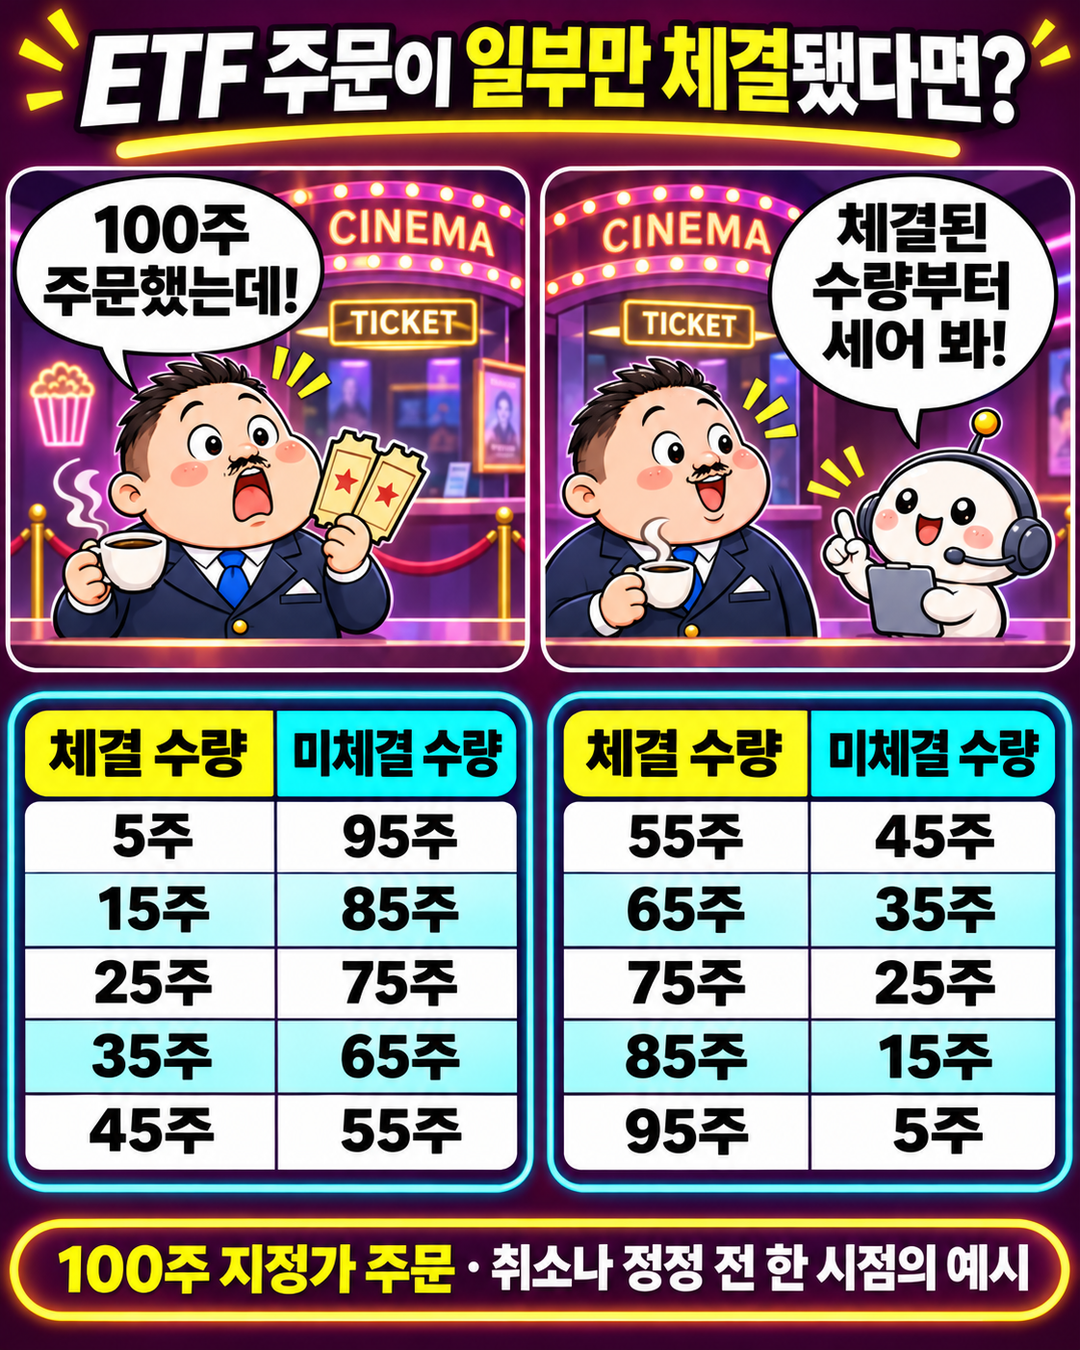 ETF 주문이 일부만 체결됐다면?
100주
주문했는데!
CINEMA
TICKET
CINEMA
TICKET
체결된
수량부터
세어 봐!
체결 수량 미체결 수량
5주 95주
15주 85주
25주 75주
35주 65주
45주 55주
체결 수량 미체결 수량
55주 45주
65주 35주
75주 25주
85주 15주
95주 5주
100주 지정가 주문 · 취소나 정정 전 한 시점의 예시